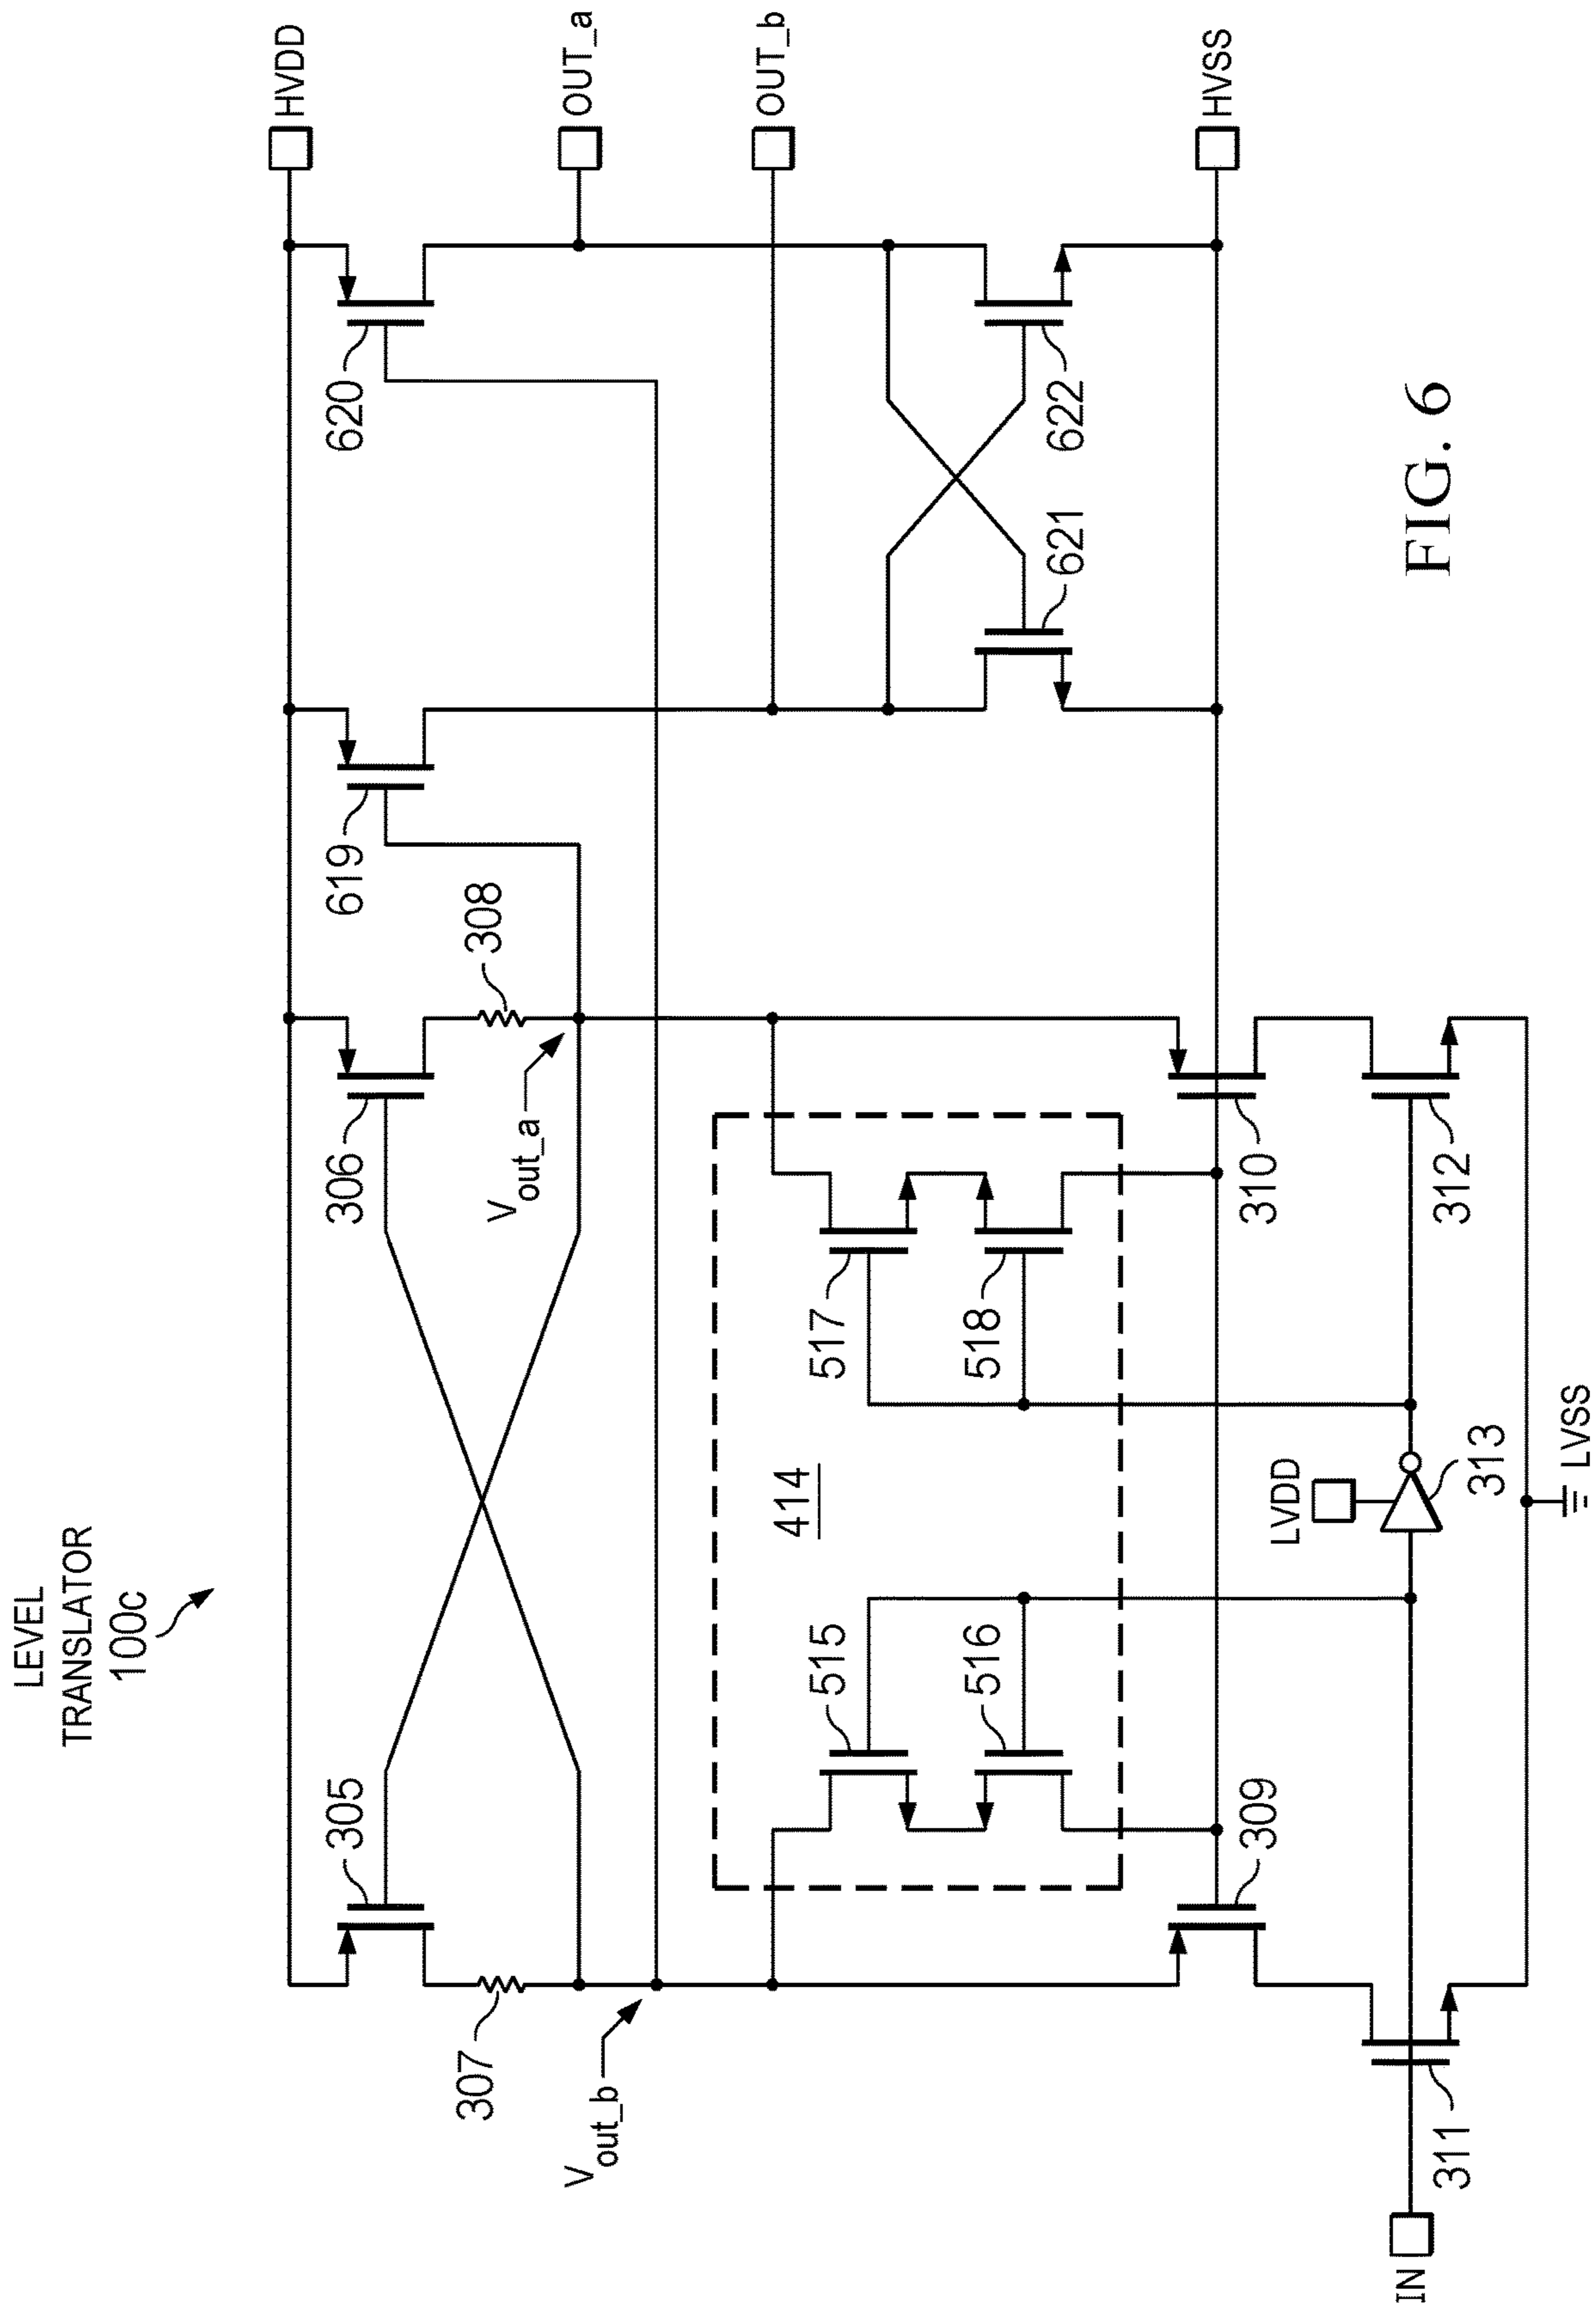 LEVEL
TRANSLATOR
100c
HVDD
305
306
619
620
307
308
OUT_a
Vout_a
Vout_b
OUT_b
515
517
414
516
518
621
622
HVSS
309
310
LVDD
IN
311
313
312
LVSS
FIG. 6